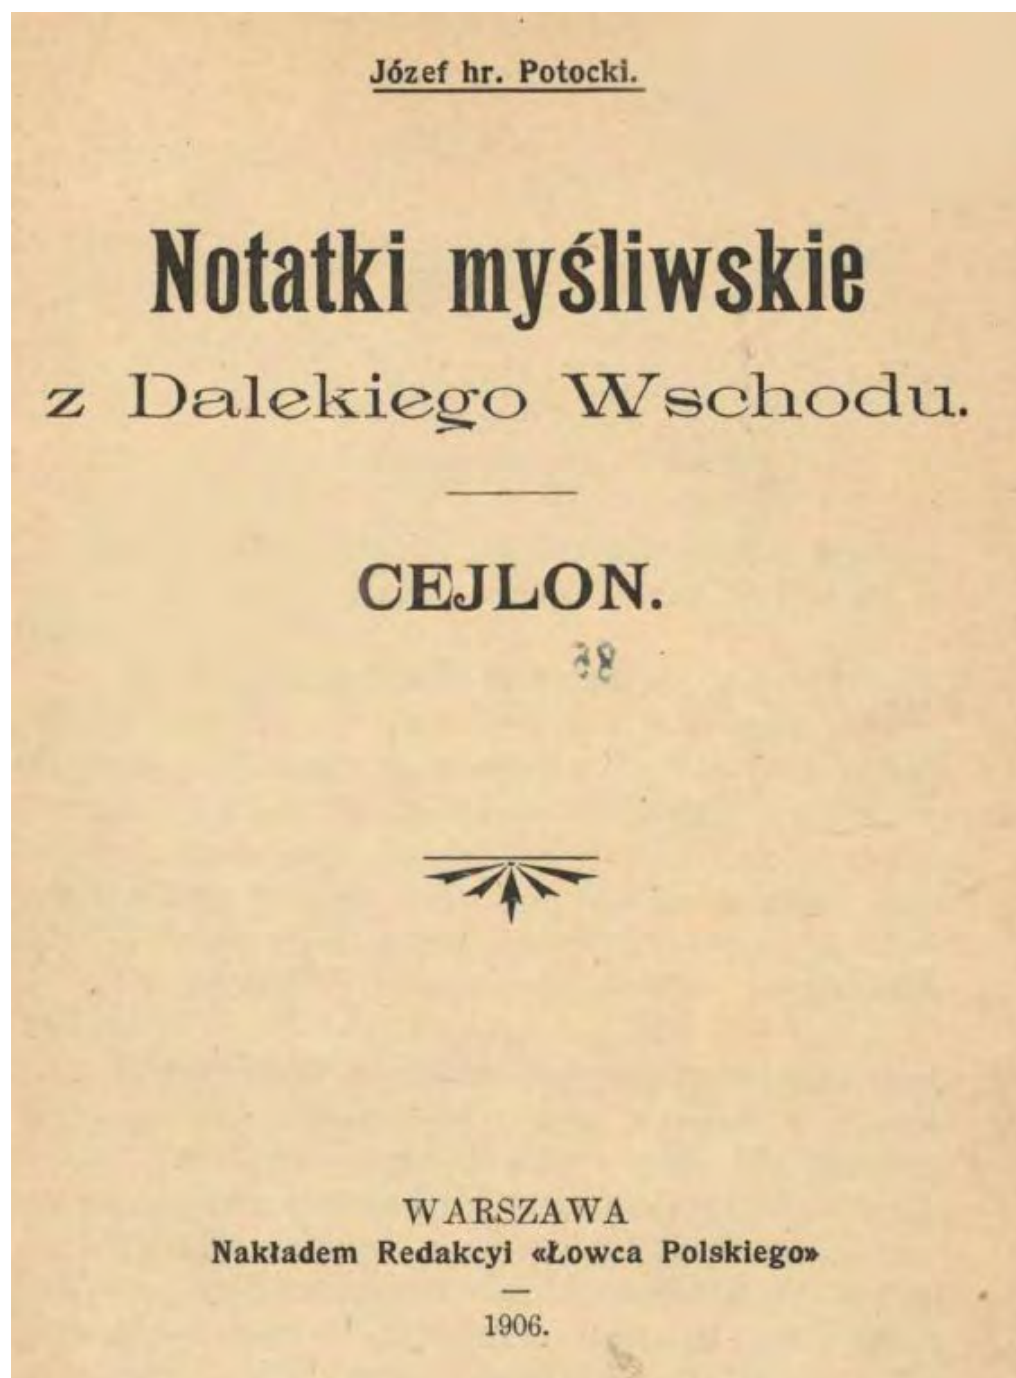 Józef hr. Potocki.
Notatki myśliwskie
z Dalekiego Wschodu.
CEJLON.
WARSZAWA
Nakładem Redakcyi «Łowca Polskiego»
1906.